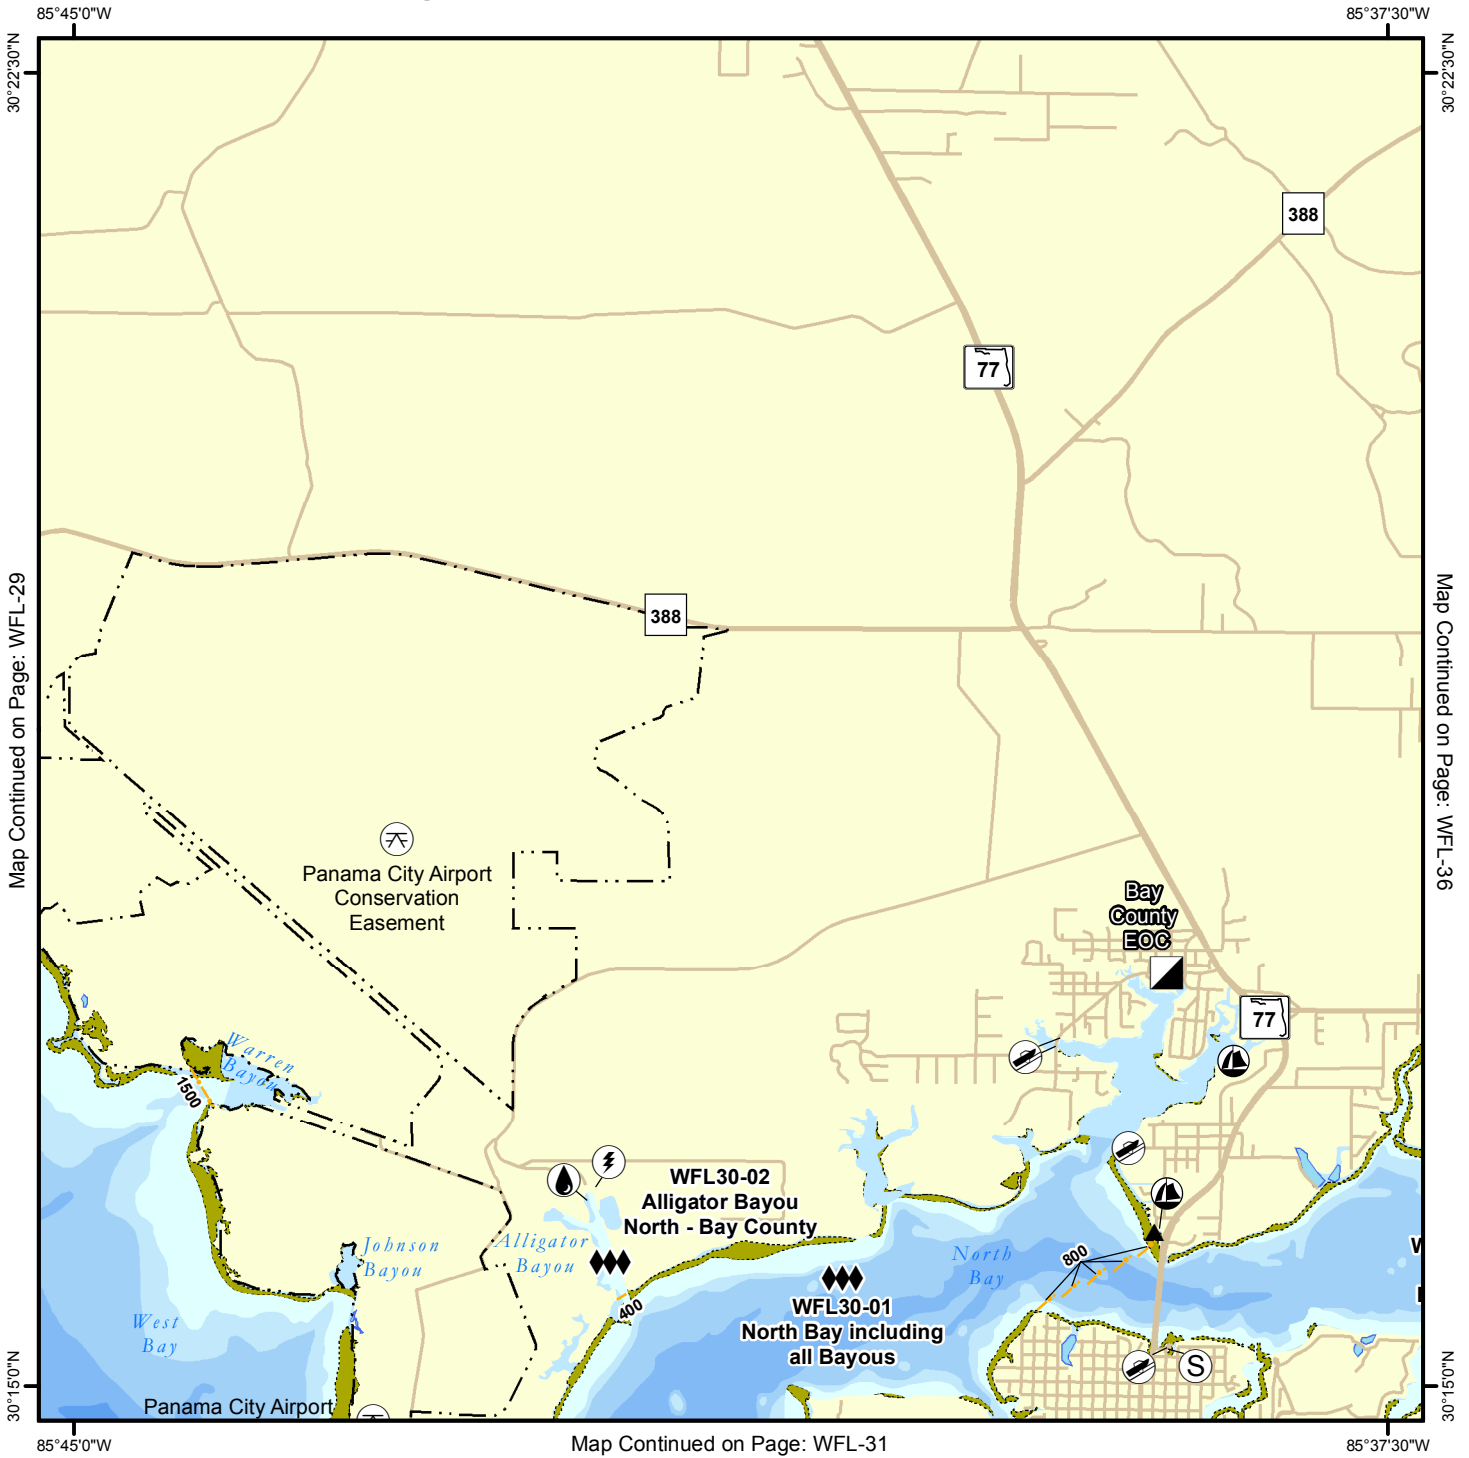 85°45'0"W
85°37'30"W
30°22'30"N
30°22'30"N
388
77
388
Map Continued on Page: WFL-29
Map Continued on Page: WFL-36
Panama City Airport
Conservation
Easement
Bay
County
EOC
77
Warren
Bayou
1500
WFL30-02
Alligator Bayou
North - Bay County
Johnson
Bayou
Alligator
Bayou
North
Bay
800
400
WFL30-01
North Bay including
all Bayous
West
Bay
S
Panama City Airport
30°15'0"N
30°15'0"N
85°45'0"W
Map Continued on Page: WFL-31
85°37'30"W